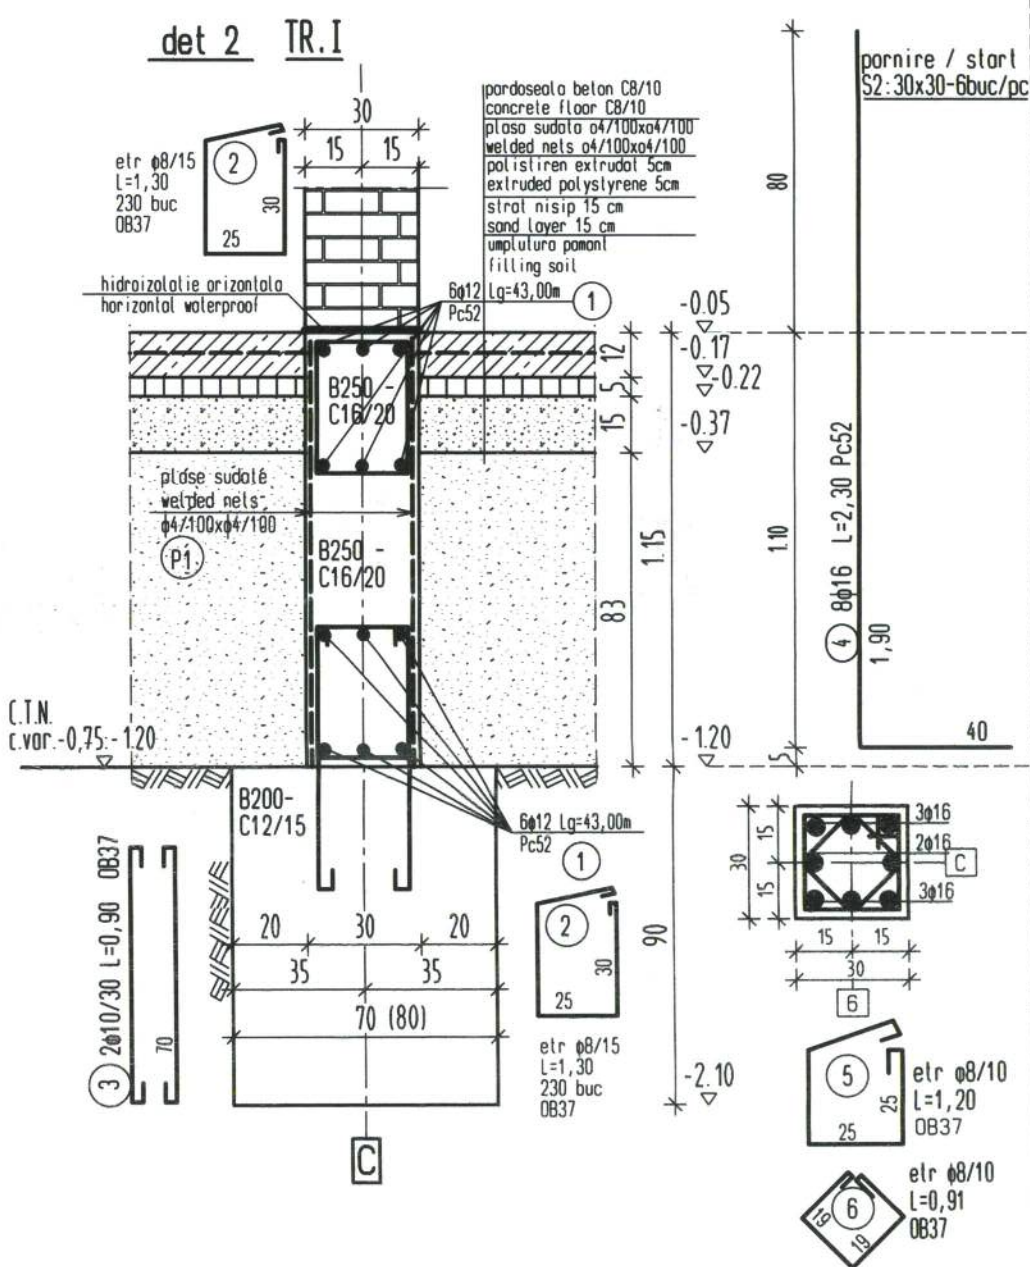 det 2 TR.I
30
15 15
etr ϕ8/15
L=1,30
230 buc
OB37
2
30
25
pardoseala beton C8/10
concrete floor C8/10
plasa sudata ϕ4/100xϕ4/100
welded nets ϕ4/100xϕ4/100
polistiren extrudat 5cm
extruded polystyrene 5cm
strat nisip 15 cm
sand layer 15 cm
umplutura pamant
filling soil
hidroizolatie orizontala
horizontal waterproof
6ϕ12 Lg=43,00m
Pc52
1
B250 -
C16/20
plase sudate
welded nets
ϕ4/100xϕ4/100
P1
B250 -
C16/20
12
5
15
83
1.15
90
-0.05
-0.17
-0.22
-0.37
-1.20
-2.10
C.T.N.
c.var.-0,75÷-1.20
B200-
C12/15
6ϕ12 Lg=43,00m
Pc52
1
20 30 20
35 35
70 (80)
3 2ϕ10/30 L=0,90 OB37
70
2
30
25
etr ϕ8/15
L=1,30
230 buc
OB37
C
pornire / start
S2:30x30-6buc/pc
80
1.10
5
4 8ϕ16 L=2,30 Pc52
1,90
40
3ϕ16
2ϕ16
3ϕ16
C
15
15
30
15 15
30
6
5
25
25
etr ϕ8/10
L=1,20
OB37
6
19
19
etr ϕ8/10
L=0,91
OB37